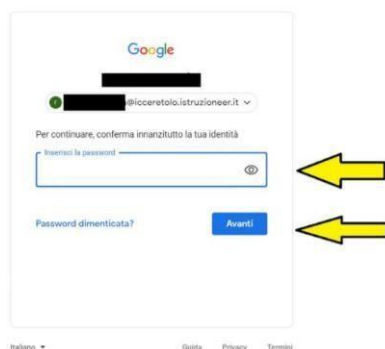 Google
@icceretolo.istruzioneer.it
Per continuare, conferma innanzitutto la tua identità
Inserisci la password
Password dimenticata?
Avanti
Italiano
Guida
Privacy
Termini